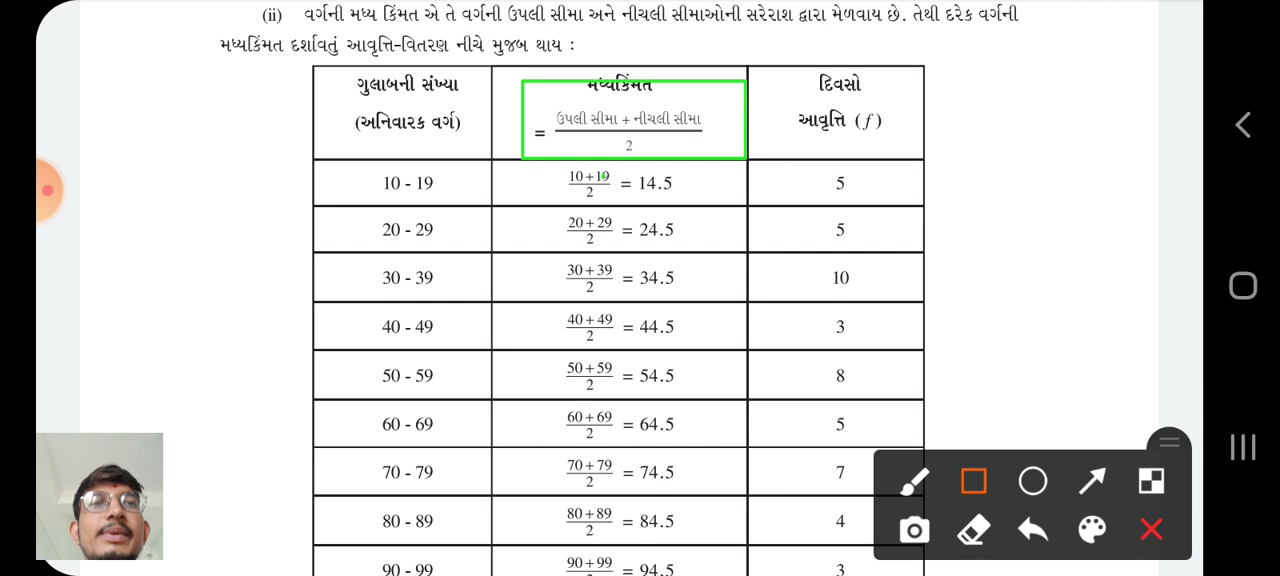 (ii) વર્ગની મધ્ય કિંમત એ તે વર્ગની ઉપલી સીમા અને નીચલી સીમાઓની સરેરાશ દ્વારા મેળવાય છે. તેથી દરેક વર્ગની
મધ્યકિંમત દર્શાવતું આવૃત્તિ-વિતરણ નીચે મુજબ થાય :
ગુલાબની સંખ્યા (અનિવારક વર્ગ) મધ્યકિંમત = ઉપલી સીમા + નીચલી સીમા / 2 દિવસો આવૃત્તિ (f)
10 - 19 10+19/2 = 14.5 5
20 - 29 20+29/2 = 24.5 5
30 - 39 30+39/2 = 34.5 10
40 - 49 40+49/2 = 44.5 3
50 - 59 50+59/2 = 54.5 8
60 - 69 60+69/2 = 64.5 5
70 - 79 70+79/2 = 74.5 7
80 - 89 80+89/2 = 84.5 4
90 - 99 90+99/2 = 94.5 3